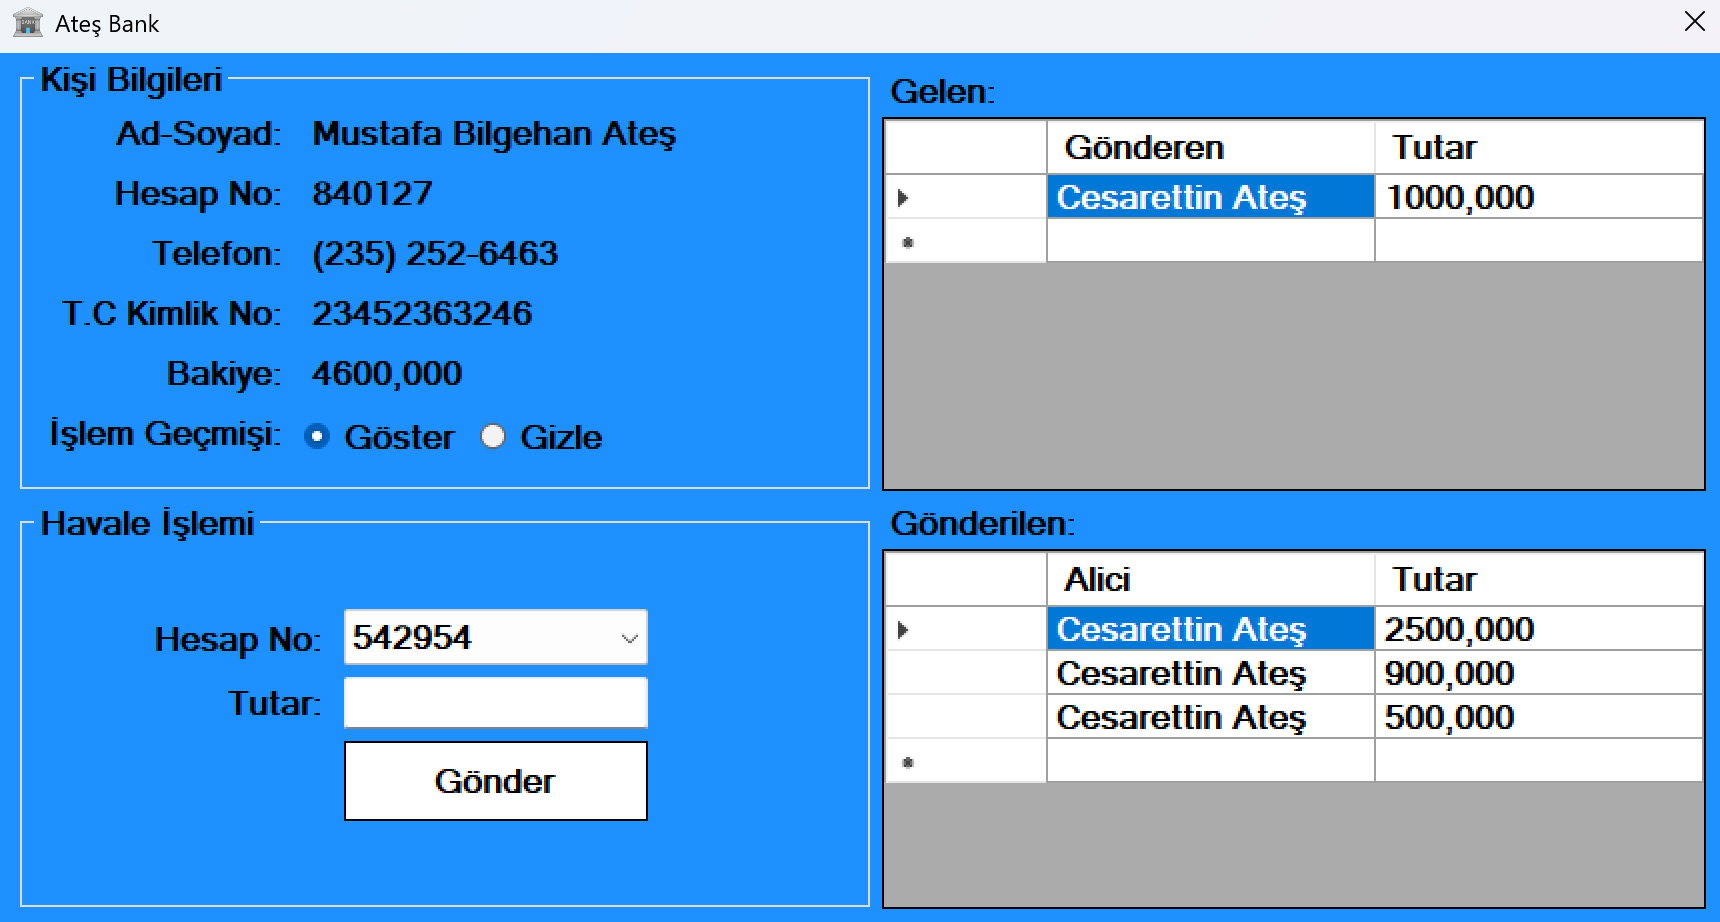 Ateş Bank
Kişi Bilgileri
Ad-Soyad: Mustafa Bilgehan Ateş
Hesap No: 840127
Telefon: (235) 252-6463
T.C Kimlik No: 23452363246
Bakiye: 4600,000
İşlem Geçmişi: Göster Gizle
Havale İşlemi
Hesap No: 542954
Tutar:
Gönder
Gelen:
Gönderen Tutar
Cesarettin Ateş 1000,000
Gönderilen:
Alici Tutar
Cesarettin Ateş 2500,000
Cesarettin Ateş 900,000
Cesarettin Ateş 500,000